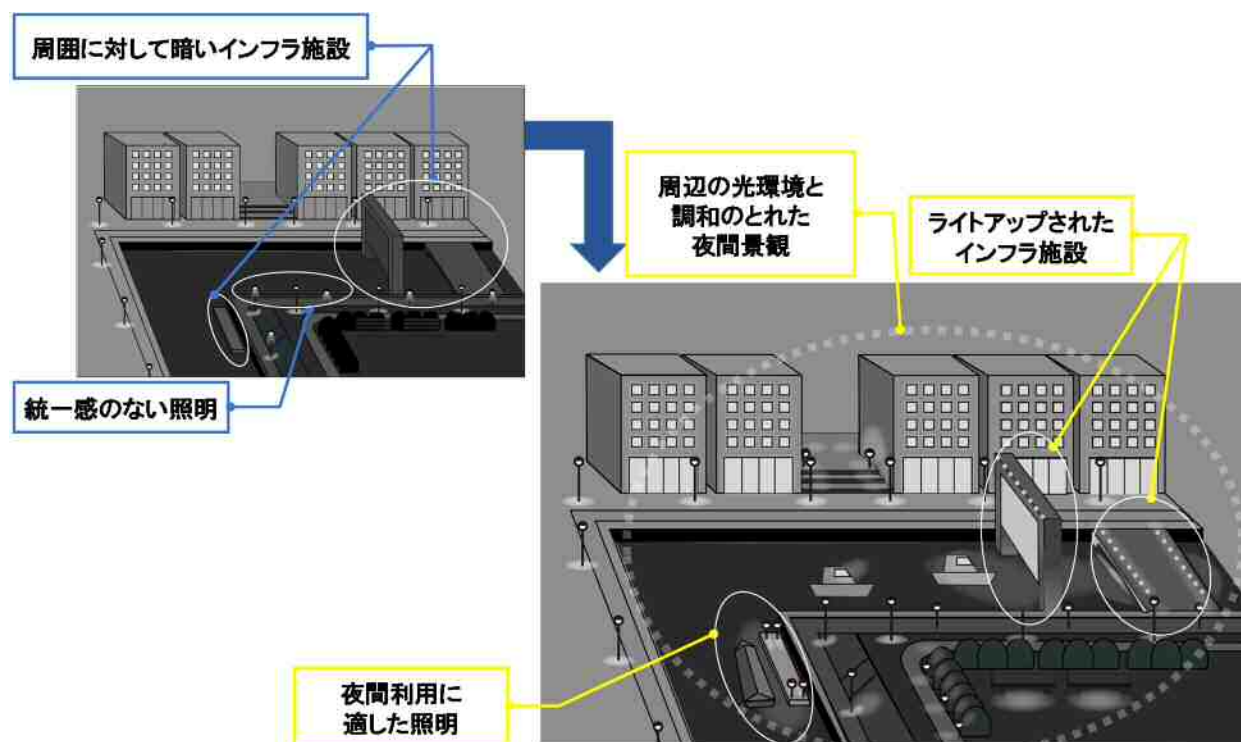 周囲に対して暗いインフラ施設
統一感のない照明
周辺の光環境と
調和のとれた
夜間景観
ライトアップされた
インフラ施設
夜間利用に
適した照明